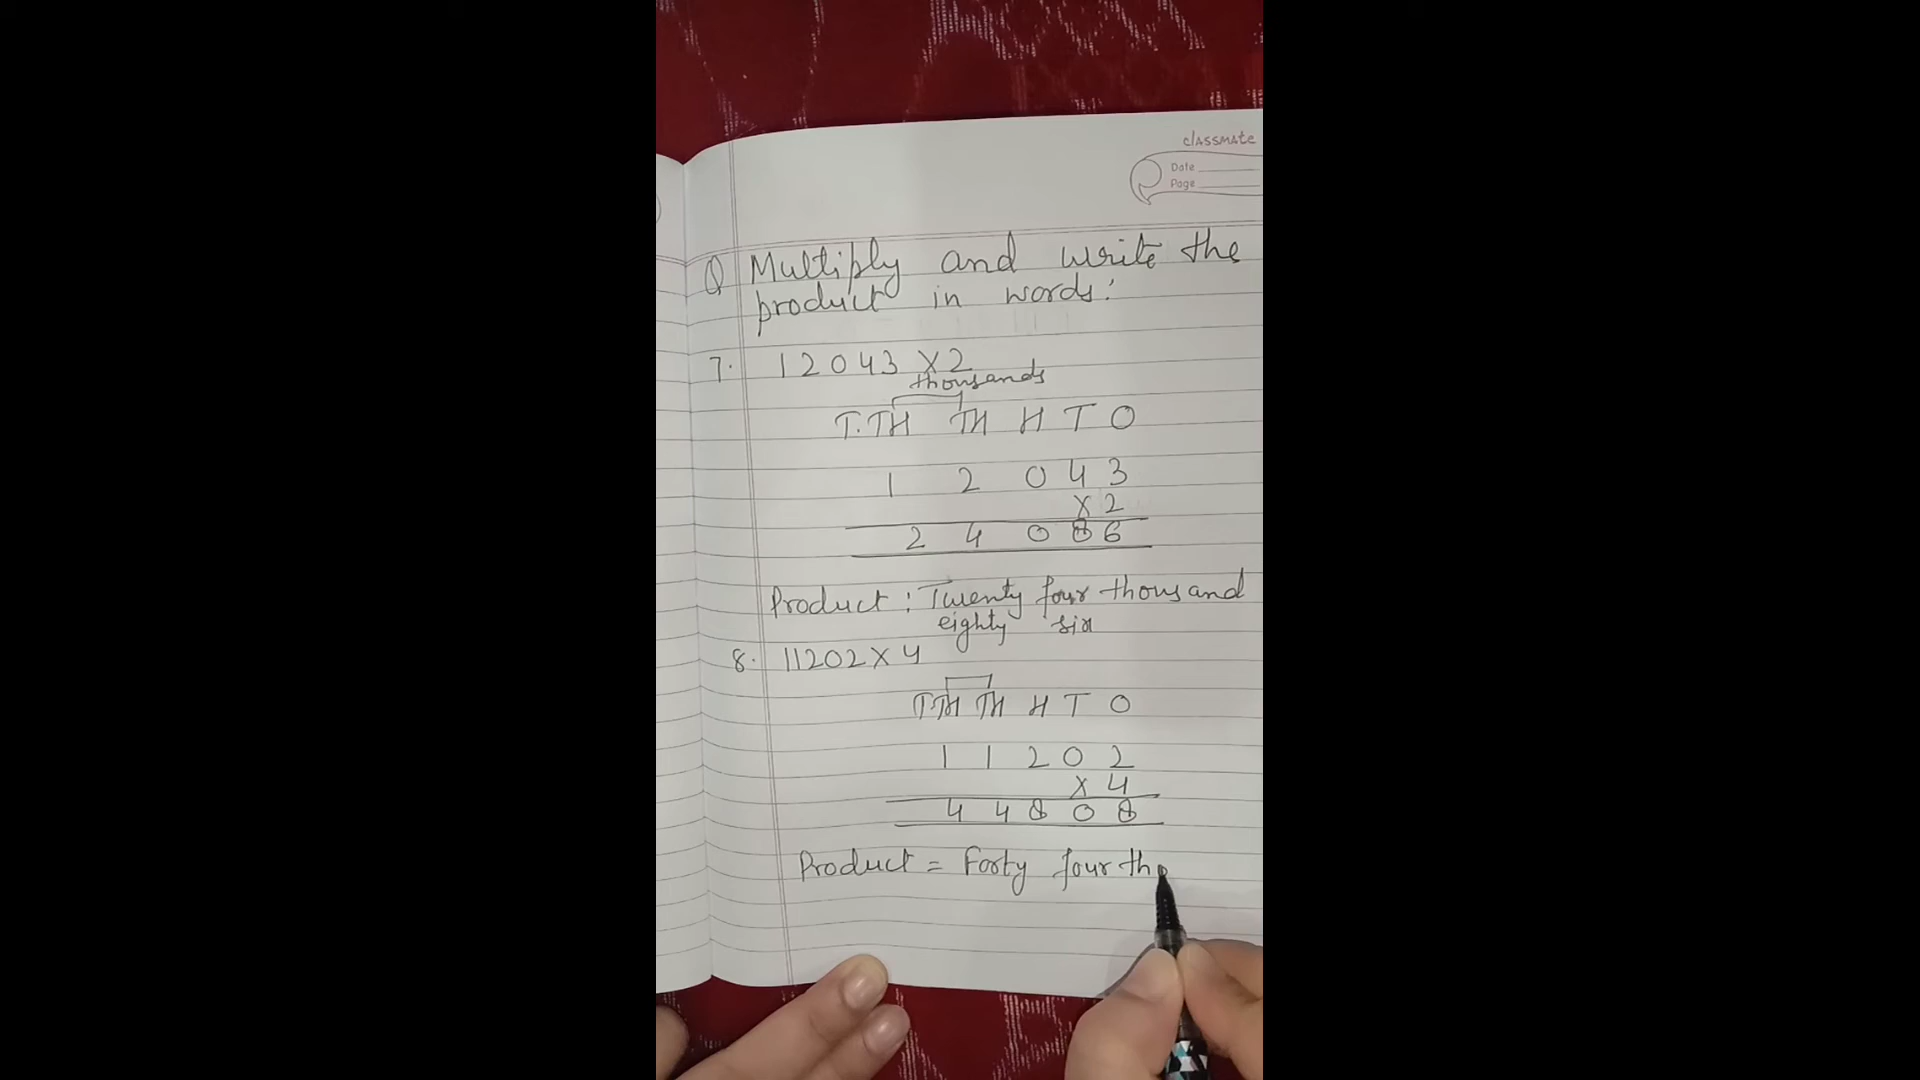 classmate
Date
Page
Q Multiply and write the
product in words:
7. 12043 X 2
thousands
T.TH TH H T O
1 2 0 4 3
X 2
2 4 0 8 6
Product : Twenty four thousand
eighty six
8. 11202 X 4
T.TH TH H T O
1 1 2 0 2
X 4
4 4 8 0 8
Product = Forty four tho